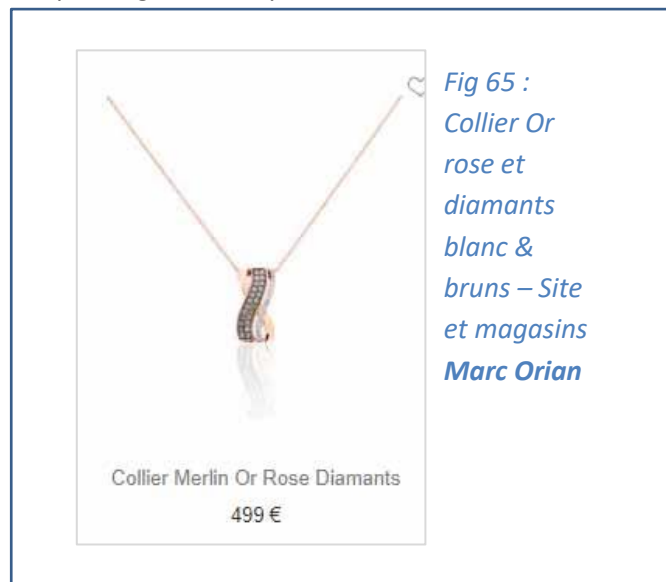 Fig 65 :
Collier Or
rose et
diamants
blanc &
bruns – Site
et magasins
Marc Orian
Collier Merlin Or Rose Diamants
499 €